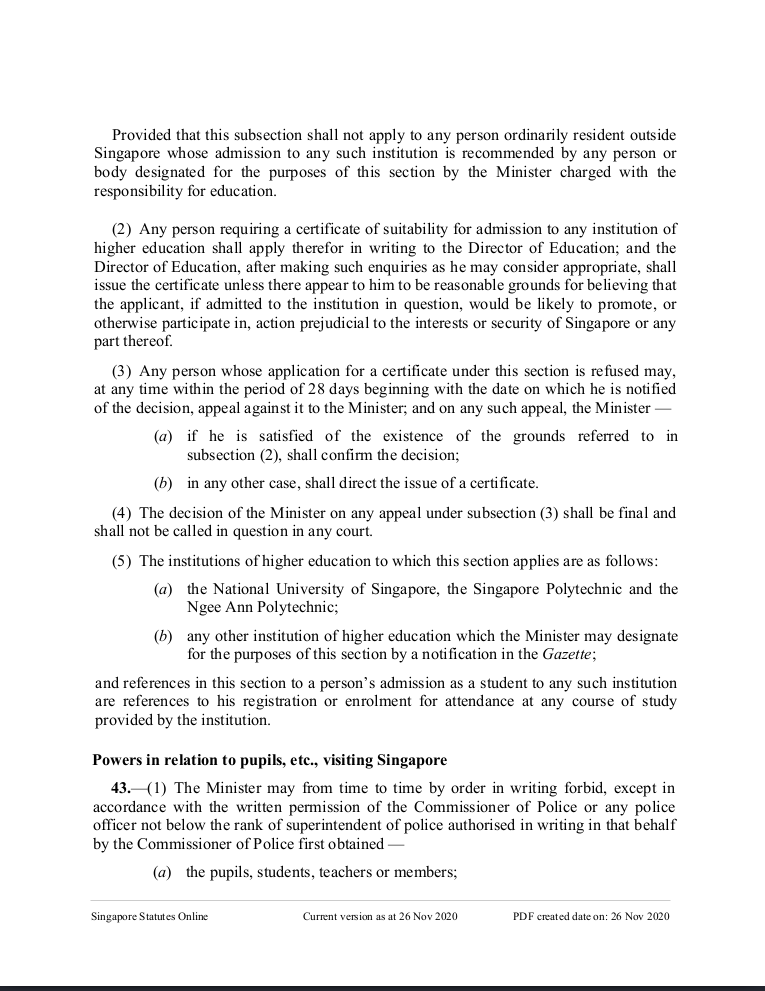 Provided that this subsection shall not apply to any person ordinarily resident outside
Singapore whose admission to any such institution is recommended by any person or
body designated for the purposes of this section by the Minister charged with the
responsibility for education.
(2) Any person requiring a certificate of suitability for admission to any institution of
higher education shall apply therefor in writing to the Director of Education; and the
Director of Education, after making such enquiries as he may consider appropriate, shall
issue the certificate unless there appear to him to be reasonable grounds for believing that
the applicant, if admitted to the institution in question, would be likely to promote, or
otherwise participate in, action prejudicial to the interests or security of Singapore or any
part thereof.
(3) Any person whose application for a certificate under this section is refused may,
at any time within the period of 28 days beginning with the date on which he is notified
of the decision, appeal against it to the Minister; and on any such appeal, the Minister —
(a) if he is satisfied of the existence of the grounds referred to in
subsection (2), shall confirm the decision;
(b) in any other case, shall direct the issue of a certificate.
(4) The decision of the Minister on any appeal under subsection (3) shall be final and
shall not be called in question in any court.
(5) The institutions of higher education to which this section applies are as follows:
(a) the National University of Singapore, the Singapore Polytechnic and the
Ngee Ann Polytechnic;
(b) any other institution of higher education which the Minister may designate
for the purposes of this section by a notification in the Gazette;
and references in this section to a person’s admission as a student to any such institution
are references to his registration or enrolment for attendance at any course of study
provided by the institution.
Powers in relation to pupils, etc., visiting Singapore
43.—(1) The Minister may from time to time by order in writing forbid, except in
accordance with the written permission of the Commissioner of Police or any police
officer not below the rank of superintendent of police authorised in writing in that behalf
by the Commissioner of Police first obtained —
(a) the pupils, students, teachers or members;
Singapore Statutes Online Current version as at 26 Nov 2020 PDF created date on: 26 Nov 2020